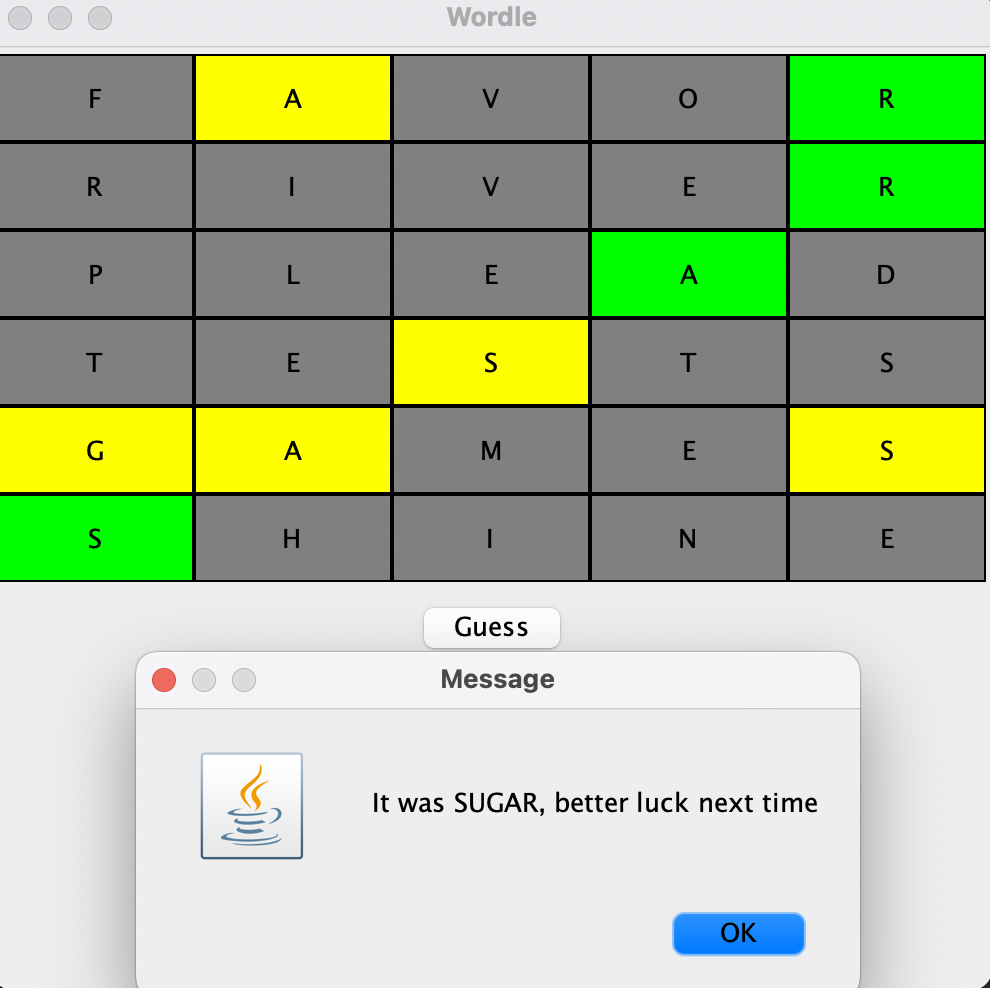 Wordle
F A V O R
R I V E R
P L E A D
T E S T S
G A M E S
S H I N E
Guess
Message
It was SUGAR, better luck next time
OK